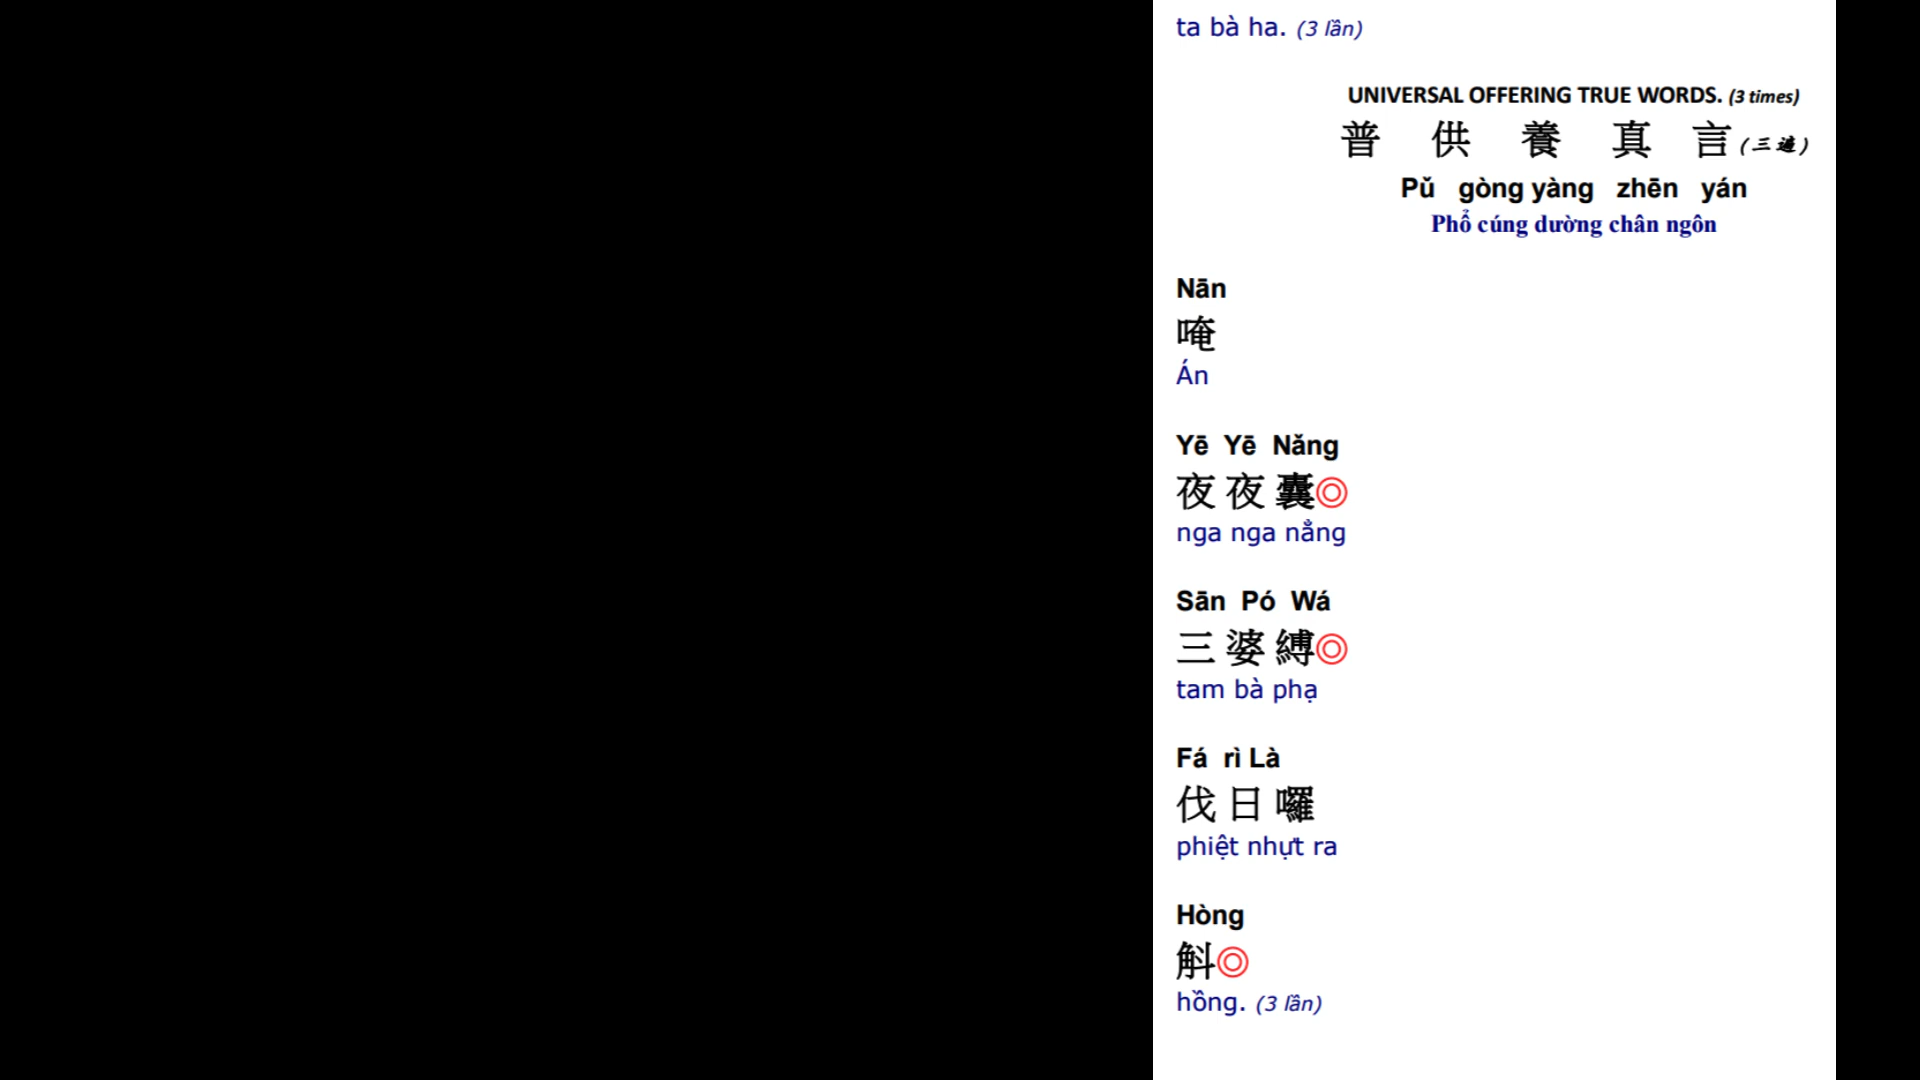 ta bà ha. (3 lần)
UNIVERSAL OFFERING TRUE WORDS. (3 times)
普 供 養 真 言 (三遍)
Pǔ gòng yàng zhēn yán
Phổ cúng dường chân ngôn
Nān
唵
Án
Yē Yē Nǎng
夜 夜 囊◎
nga nga nẳng
Sān Pó Wá
三 婆 縛◎
tam bà phạ
Fá rì Là
伐 日 囉
phiệt nhựt ra
Hòng
斛◎
hồng. (3 lần)